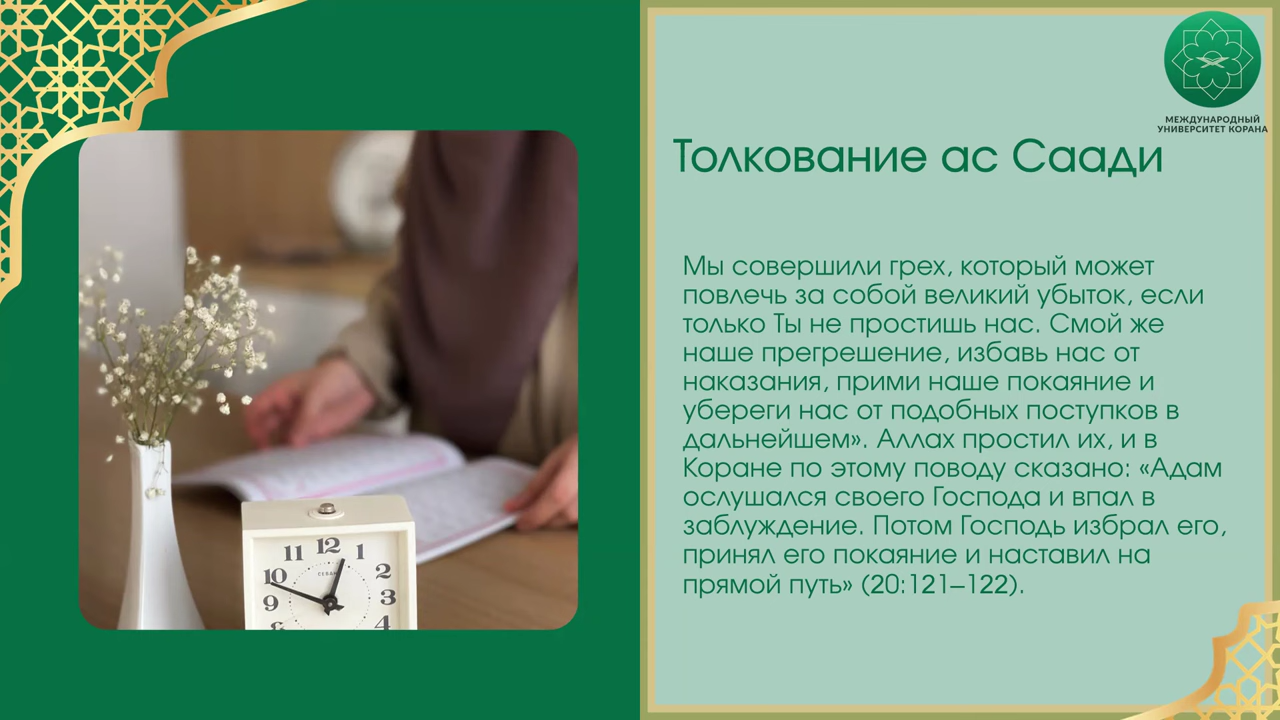 МЕЖДУНАРОДНЫЙ
УНИВЕРСИТЕТ КОРАНА
Толкование ас Саади
Мы совершили грех, который может
повлечь за собой великий убыток, если
только Ты не простишь нас. Смой же
наше прегрешение, избавь нас от
наказания, прими наше покаяние и
убереги нас от подобных поступков в
дальнейшем». Аллах простил их, и в
Коране по этому поводу сказано: «Адам
ослушался своего Господа и впал в
заблуждение. Потом Господь избрал его,
принял его покаяние и наставил на
прямой путь» (20:121–122).
11 12 1
10 2
9 3
4